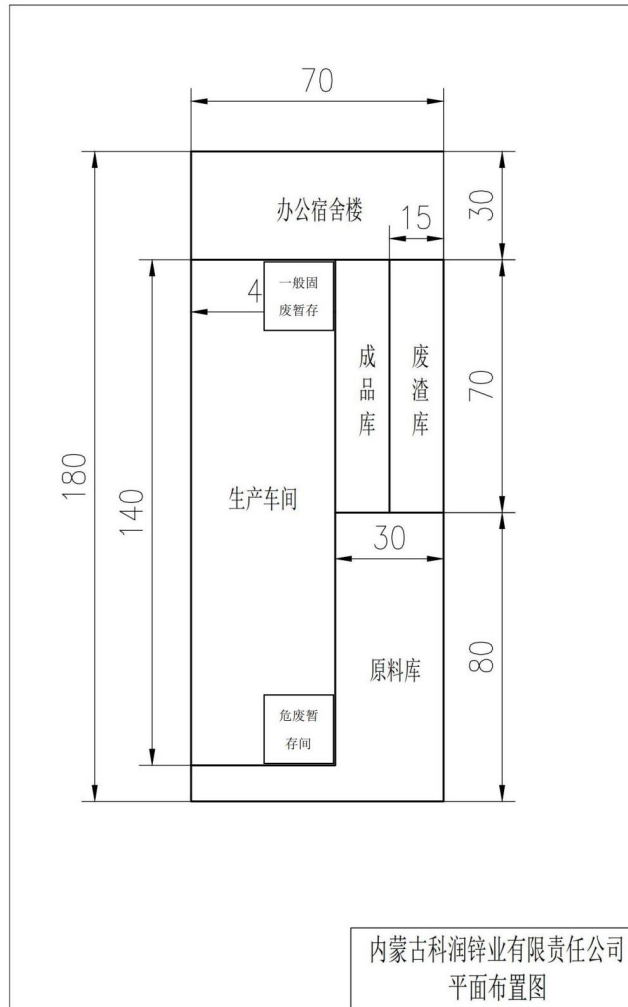 70
办公宿舍楼
15
30
4
一般固
废暂存
成品库
废渣库
70
180
140
生产车间
30
原料库
80
危废暂
存间
内蒙古科润锌业有限责任公司
平面布置图